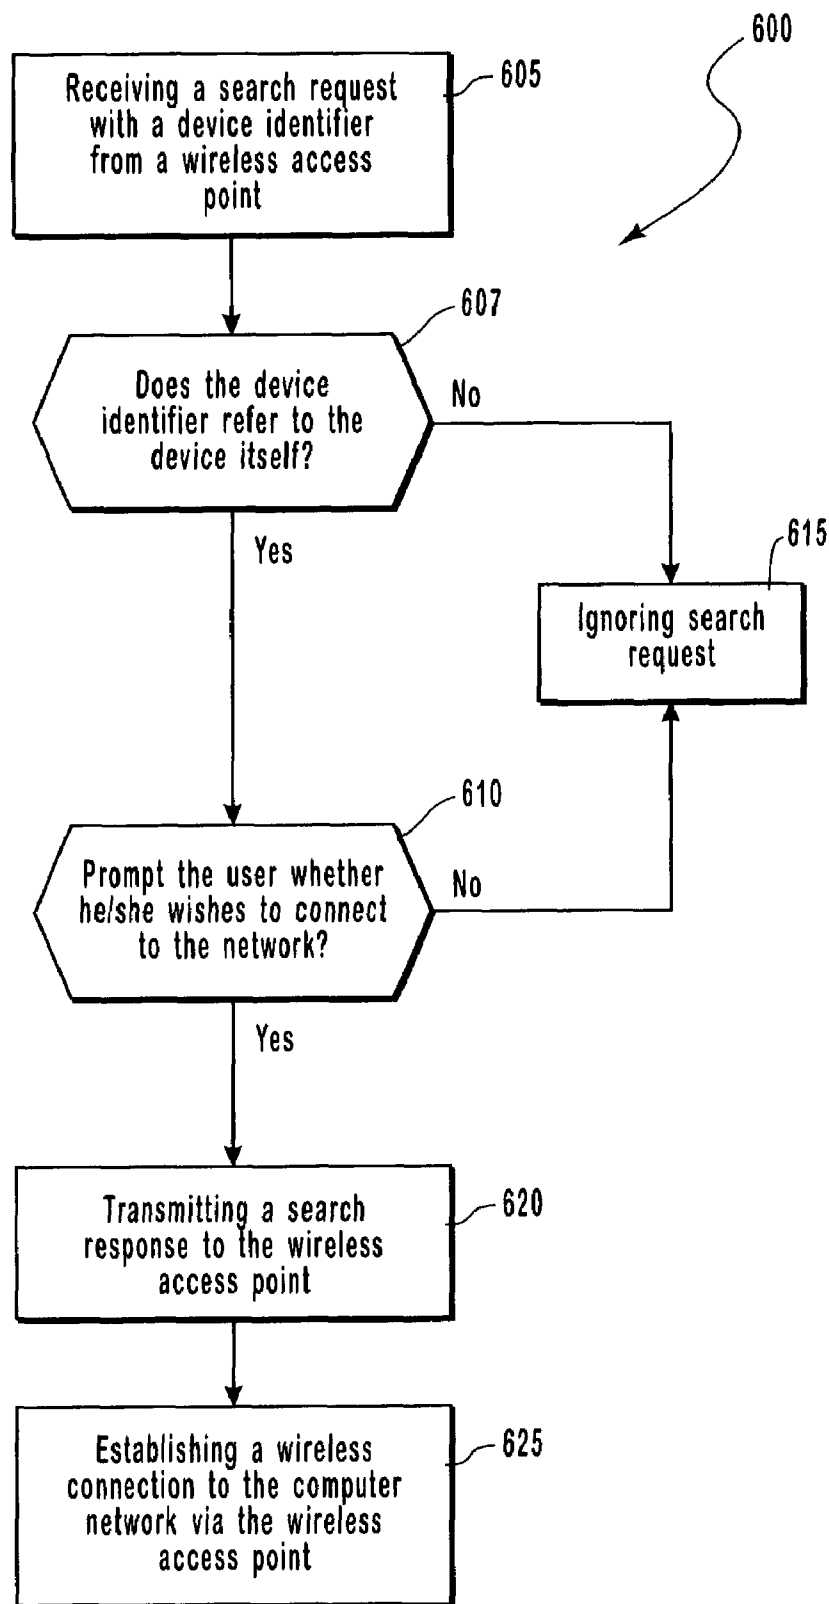 600
Receiving a search request
with a device identifier
from a wireless access
point
605
607
Does the device
identifier refer to the
device itself?
No
Yes
615
Ignoring search
request
610
Prompt the user whether
he/she wishes to connect
to the network?
No
Yes
Transmitting a search
response to the wireless
access point
620
Establishing a wireless
connection to the computer
network via the wireless
access point
625